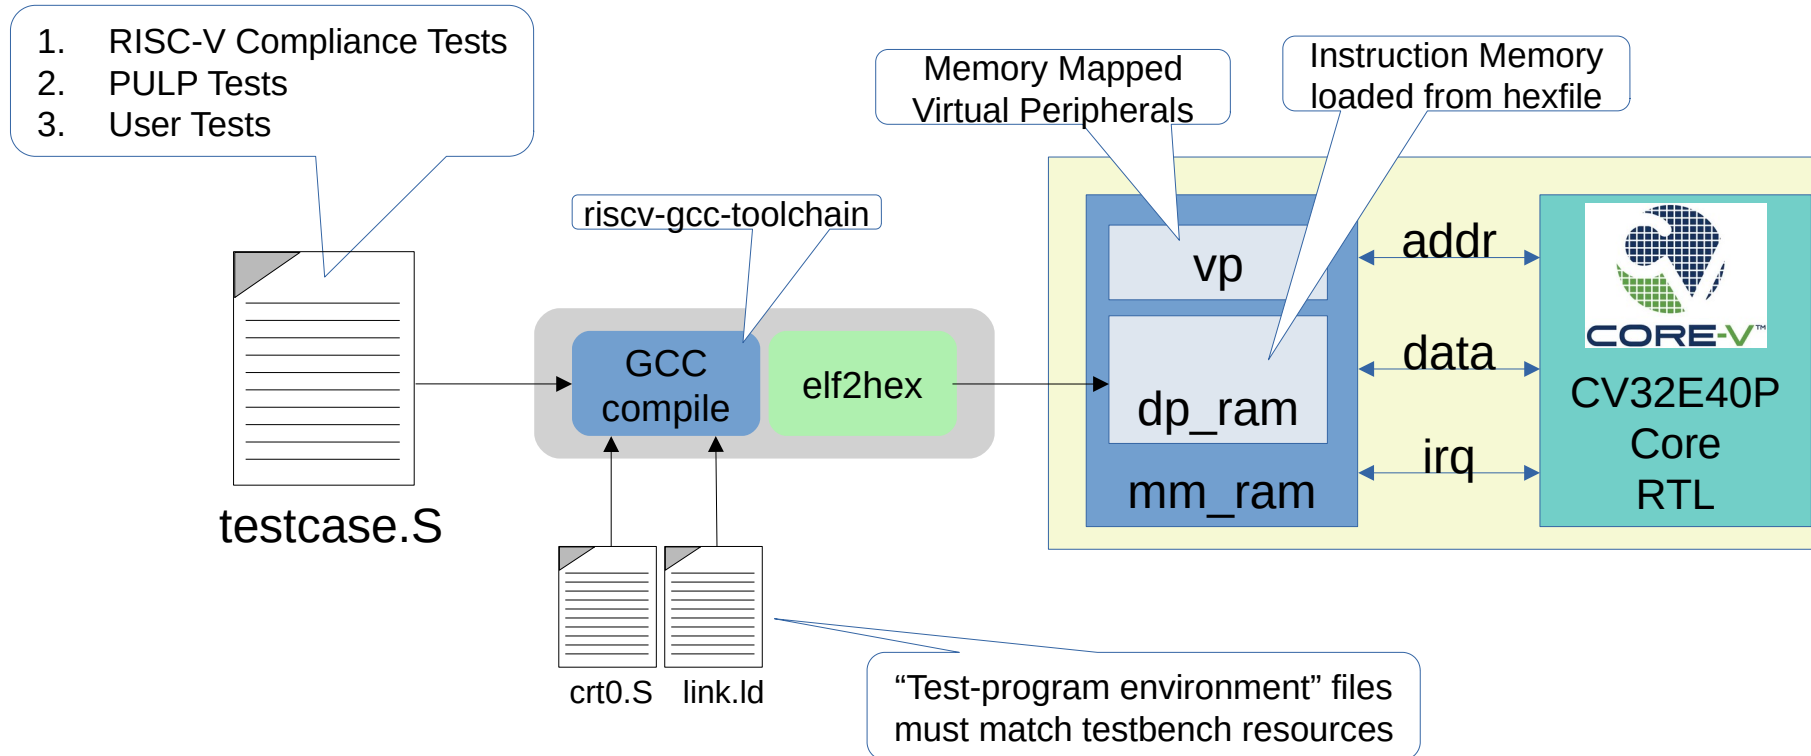 1. RISC-V Compliance Tests
2. PULP Tests
3. User Tests
Memory Mapped
Virtual Peripherals
Instruction Memory
loaded from hexfile
riscv-gcc-toolchain
testcase.S
GCC
compile
elf2hex
crt0.S
link.ld
“Test-program environment” files
must match testbench resources
vp
dp_ram
mm_ram
addr
data
irq
CORE-V™
CV32E40P
Core
RTL